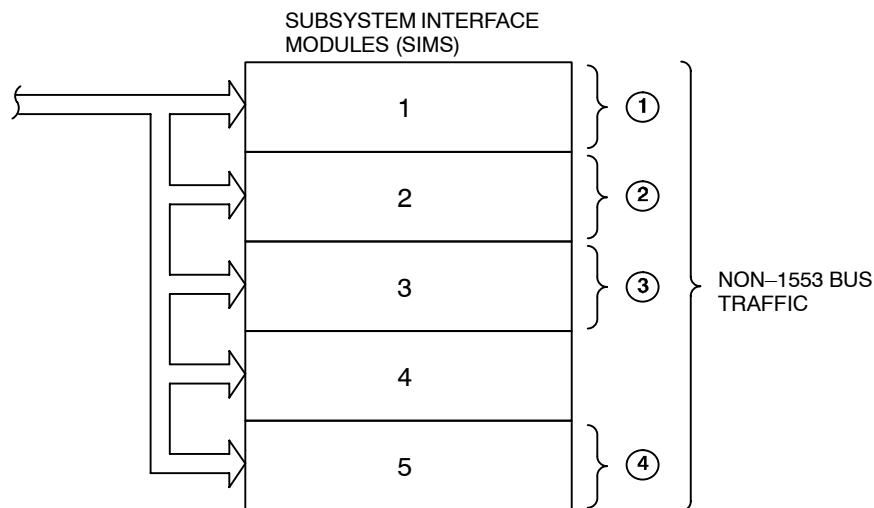 SUBSYSTEM INTERFACE
MODULES (SIMS)
1
1
2
2
3
3
NON–1553 BUS
TRAFFIC
4
5
4